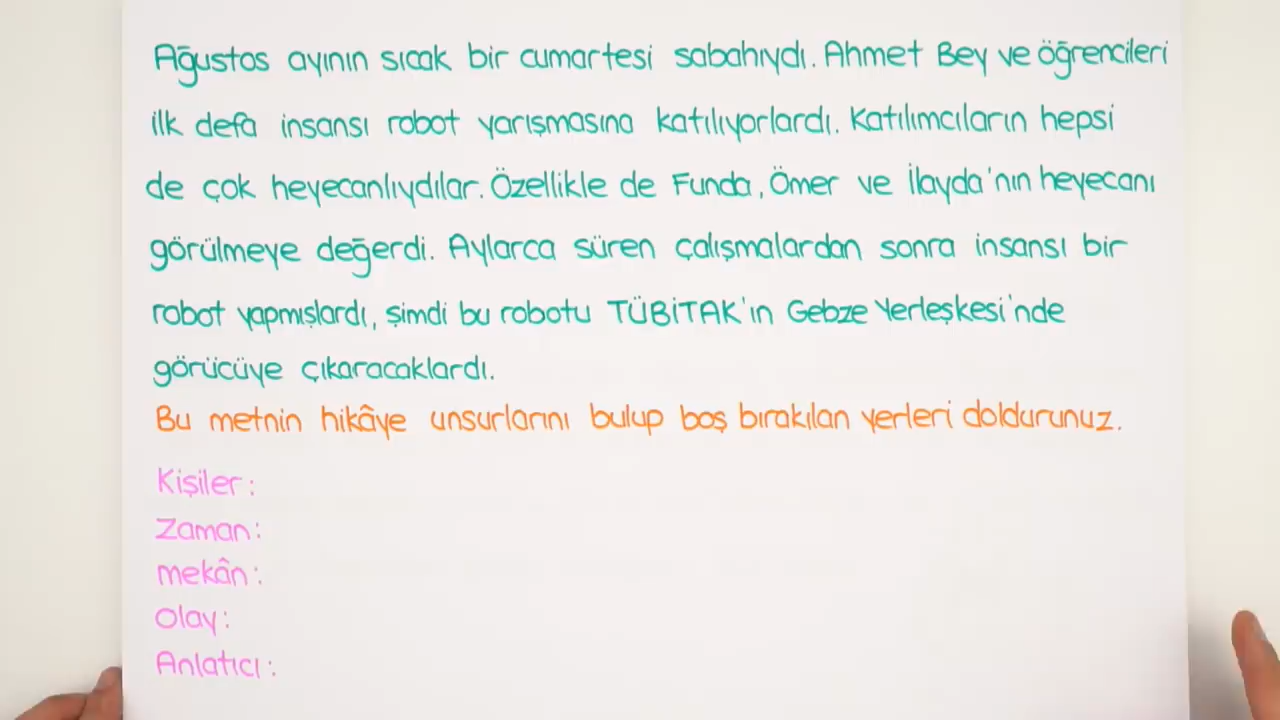 Ağustos ayının sıcak bir cumartesi sabahıydı. Ahmet Bey ve öğrencileri
ilk defa insansı robot yarışmasına katılıyorlardı. Katılımcıların hepsi
de çok heyecanlıydılar. Özellikle de Funda, Ömer ve İlayda'nın heyecanı
görülmeye değerdi. Aylarca süren çalışmalardan sonra insansı bir
robot yapmışlardı, şimdi bu robotu TÜBİTAK'ın Gebze Yerleşkesi'nde
görücüye çıkaracaklardı.
Bu metnin hikâye unsurlarını bulup boş bırakılan yerleri doldurunuz.
Kişiler:
Zaman:
mekân:
Olay:
Anlatıcı: